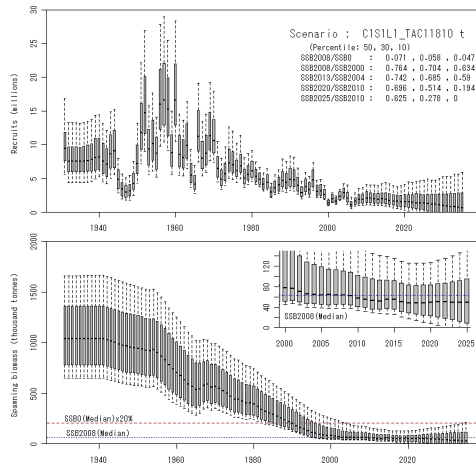 Scenario : C1S1L1_TAC11810 t
(Percentile: 50, 30, 10)
SSB2008/SSB0 : 0.071 , 0.058 , 0.047
SSB2008/SSB2000 : 0.764 , 0.704 , 0.634
SSB2013/SSB2004 : 0.742 , 0.685 , 0.59
SSB2020/SSB2010 : 0.696 , 0.514 , 0.194
SSB2025/SSB2010 : 0.625 , 0.278 , 0
Recruits (millions)
30
25
20
15
10
5
0
1940 1960 1980 2000 2020
Spawning biomass (thousand tonnes)
2000
1500
1000
500
0
SSB0(Median)x20%
SSB2008(Median)
1940 1960 1980 2000 2020
120
80
40
0
SSB2008(Median)
2000 2005 2010 2015 2020 2025